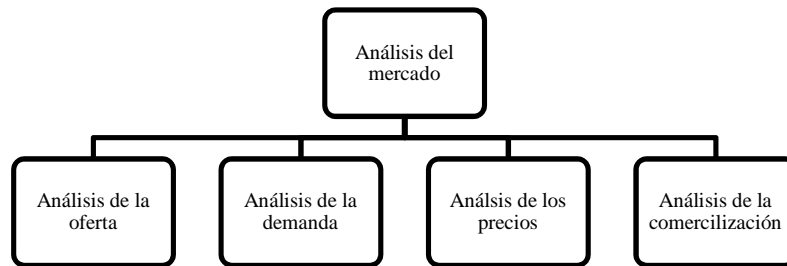 Análisis del
mercado
Análisis de la
oferta
Análisis de la
demanda
Análsis de los
precios
Análisis de la
comercilización